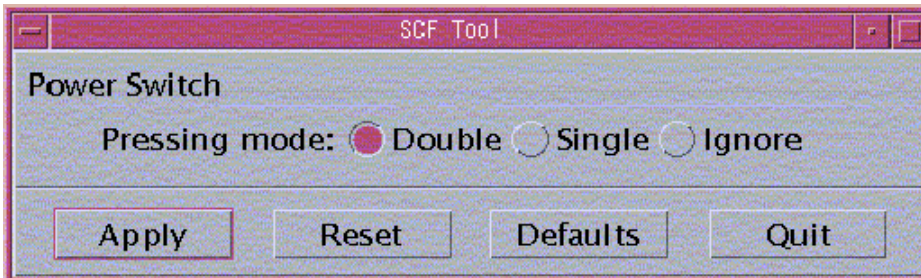 SCF Tool
Power Switch
Pressing mode: Double Single Ignore
Apply Reset Defaults Quit